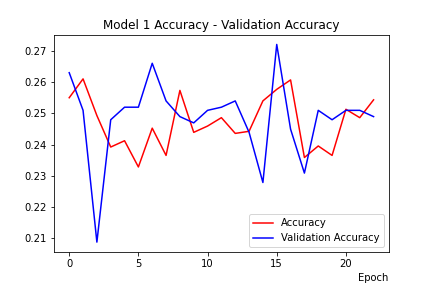 Model 1 Accuracy - Validation Accuracy
0.27
0.26
0.25
0.24
0.23
0.22
0.21
Accuracy
Validation Accuracy
0 5 10 15 20
Epoch